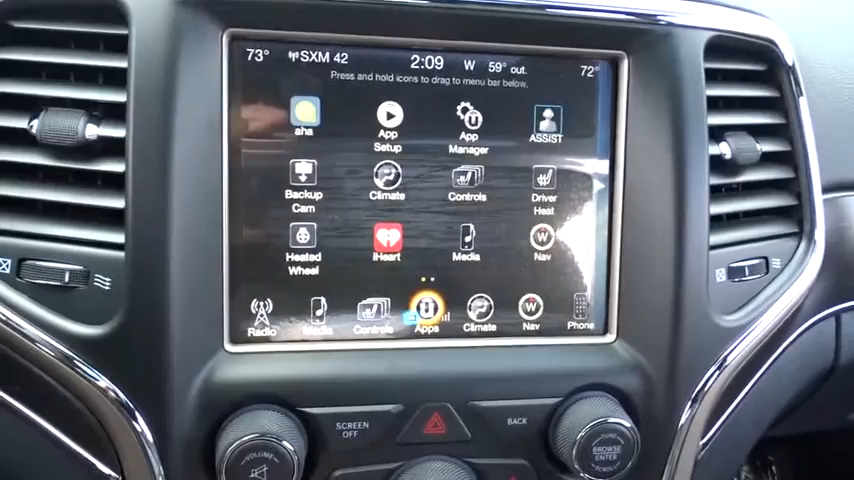 73° SXM 42 2:09 W 59° out. 72°
Press and hold icons to drag to menu bar below.
aha App Setup App Manager ASSIST
Backup Cam Climate Controls Driver Heat
Heated Wheel iHeart Media Nav
Radio Media Controls Apps Climate Nav Phone
VOLUME
SCREEN OFF
BACK
TUNE
BROWSE
ENTER
SCROLL